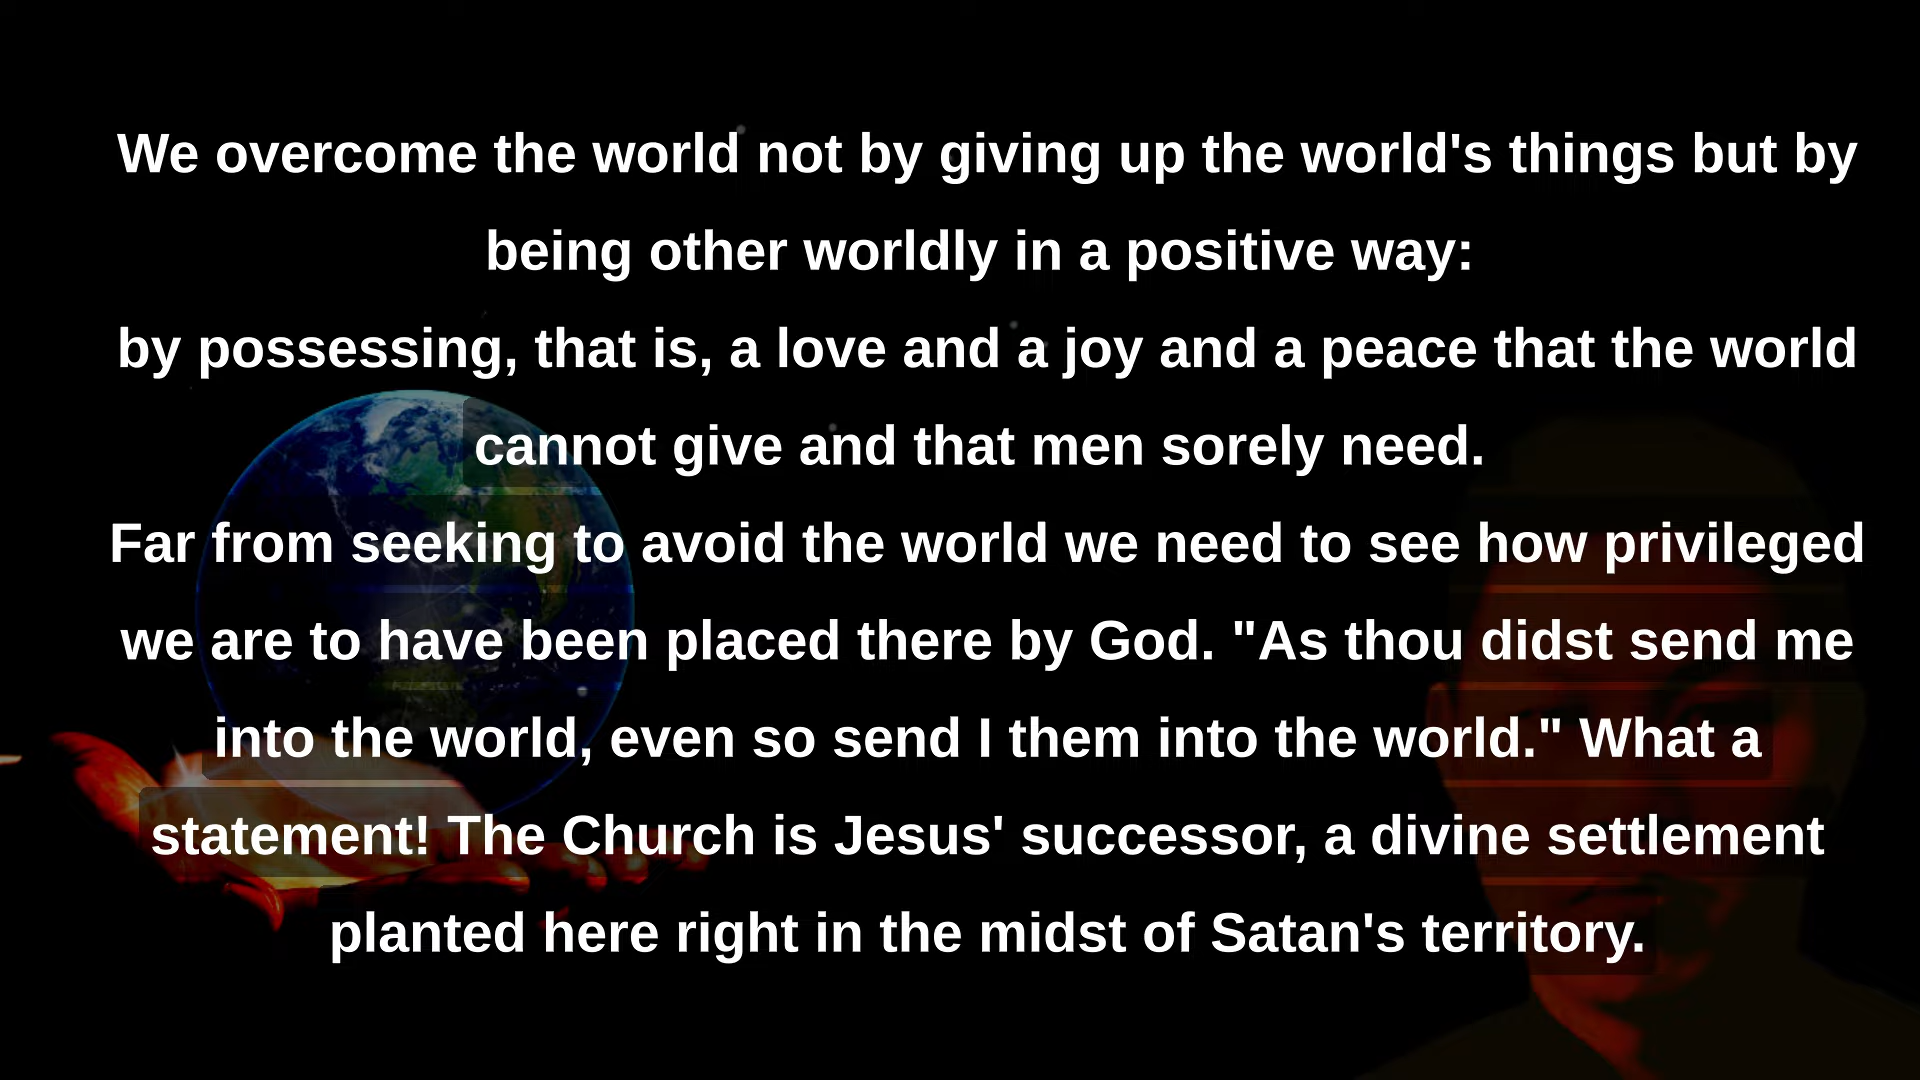 We overcome the world not by giving up the world's things but by
being other worldly in a positive way:
by possessing, that is, a love and a joy and a peace that the world
cannot give and that men sorely need.
Far from seeking to avoid the world we need to see how privileged
we are to have been placed there by God. "As thou didst send me
into the world, even so send I them into the world." What a
statement! The Church is Jesus' successor, a divine settlement
planted here right in the midst of Satan's territory.